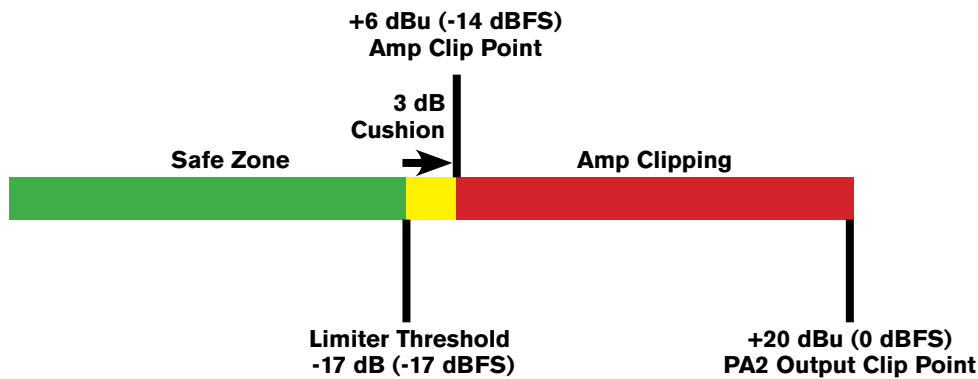 +6 dBu (-14 dBFS)
Amp Clip Point
3 dB
Cushion
Safe Zone
Amp Clipping
Limiter Threshold
-17 dB (-17 dBFS)
+20 dBu (0 dBFS)
PA2 Output Clip Point